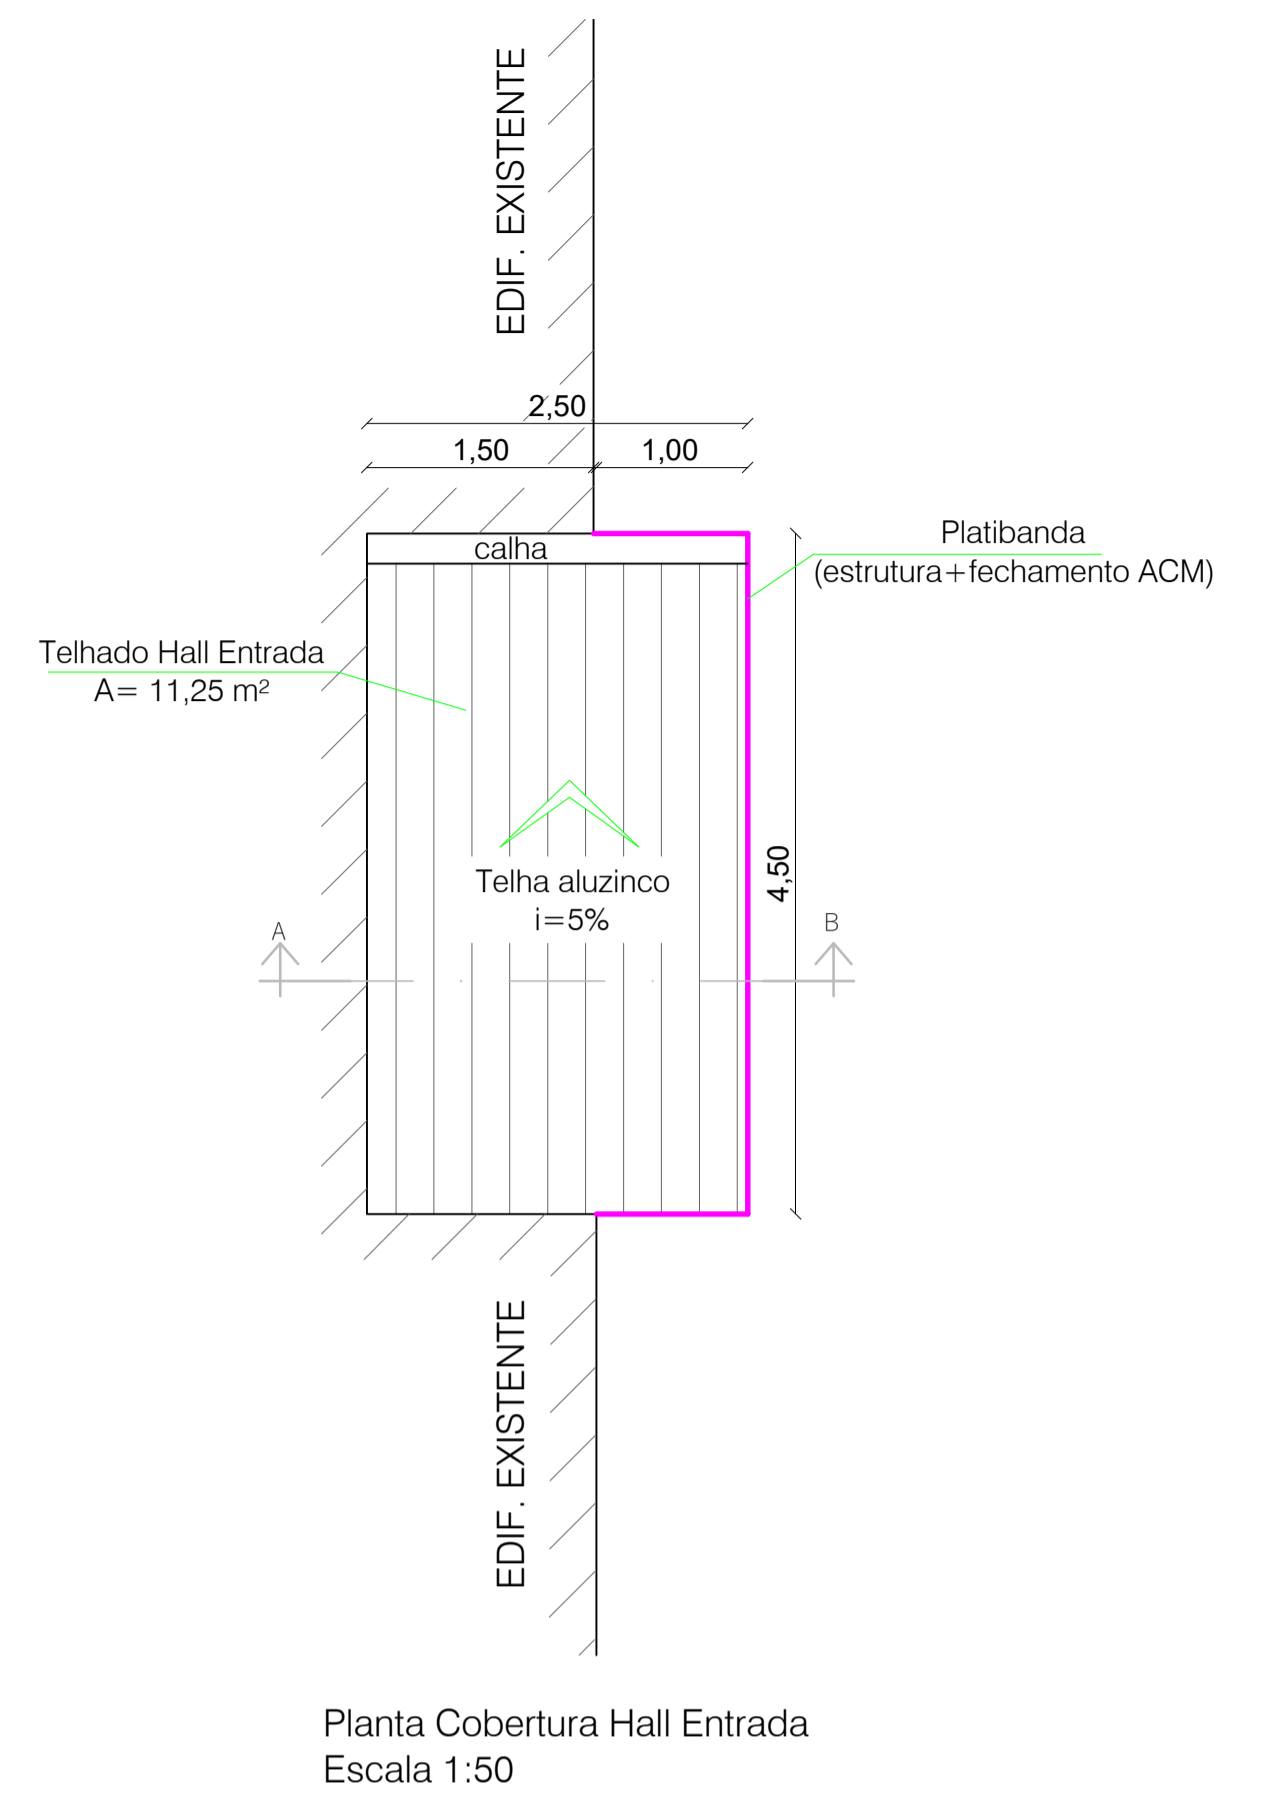 EDIF. EXISTENTE
2,50
1,50
1,00
calha
Platibanda
(estrutura+fechamento ACM)
Telhado Hall Entrada
A= 11,25 m²
4,50
Telha aluzinco
i=5%
A
B
EDIF. EXISTENTE
Planta Cobertura Hall Entrada
Escala 1:50